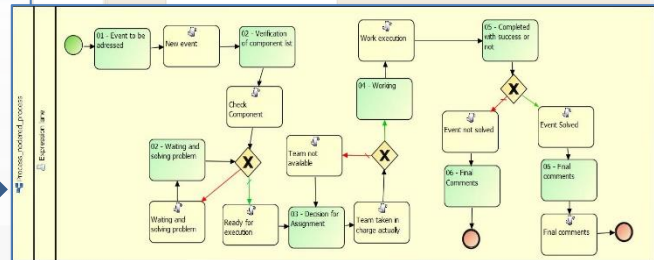 Process_ordered_process
Expression lane
01 - Event to be
adressed
New event
02 - Verification
of component list
Check
Component
02 - Wating and
solving problem
Wating and
solving problem
Ready for
execution
03 - Decision for
Assignment
Team not
available
Team taken in
charge actually
04 - Working
Work execution
05 - Completed
with success or
not
Event not solved
Event Solved
06 - Final
Comments
06 - Final
comments
Final comments
X
X
X